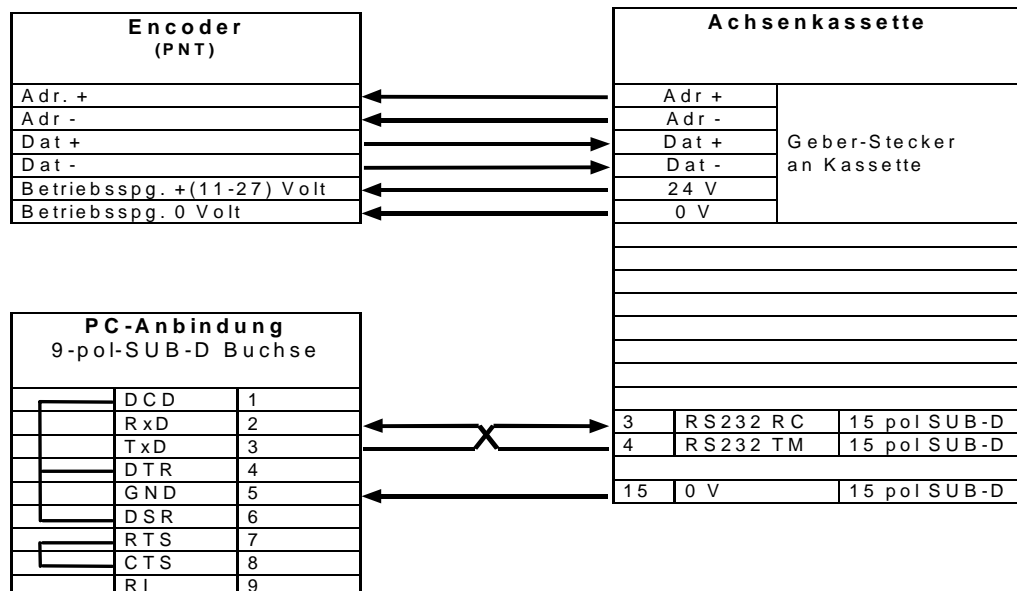 Encoder
(PNT)
Adr. +
Adr -
Dat +
Dat -
Betriebsspg. +(11-27) Volt
Betriebsspg. 0 Volt
Achsenkassette
Adr +
Adr -
Dat +
Dat -
24 V
0 V
Geber-Stecker
an Kassette
PC-Anbindung
9-pol-SUB-D Buchse
DCD 1
RxD 2
TxD 3
DTR 4
GND 5
DSR 6
RTS 7
CTS 8
RI 9
3 RS232 RC 15 pol SUB-D
4 RS232 TM 15 pol SUB-D
15 0 V 15 pol SUB-D